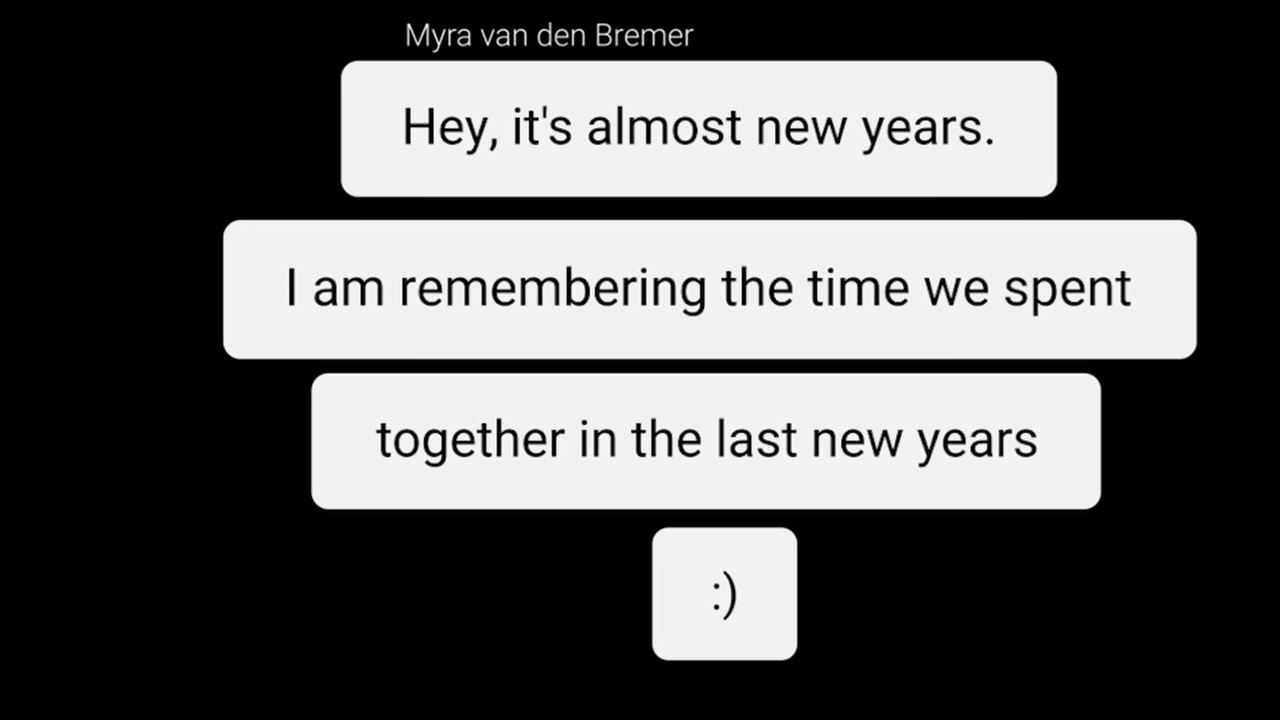 Myra van den Bremer
Hey, it's almost new years.
I am remembering the time we spent
together in the last new years
:)